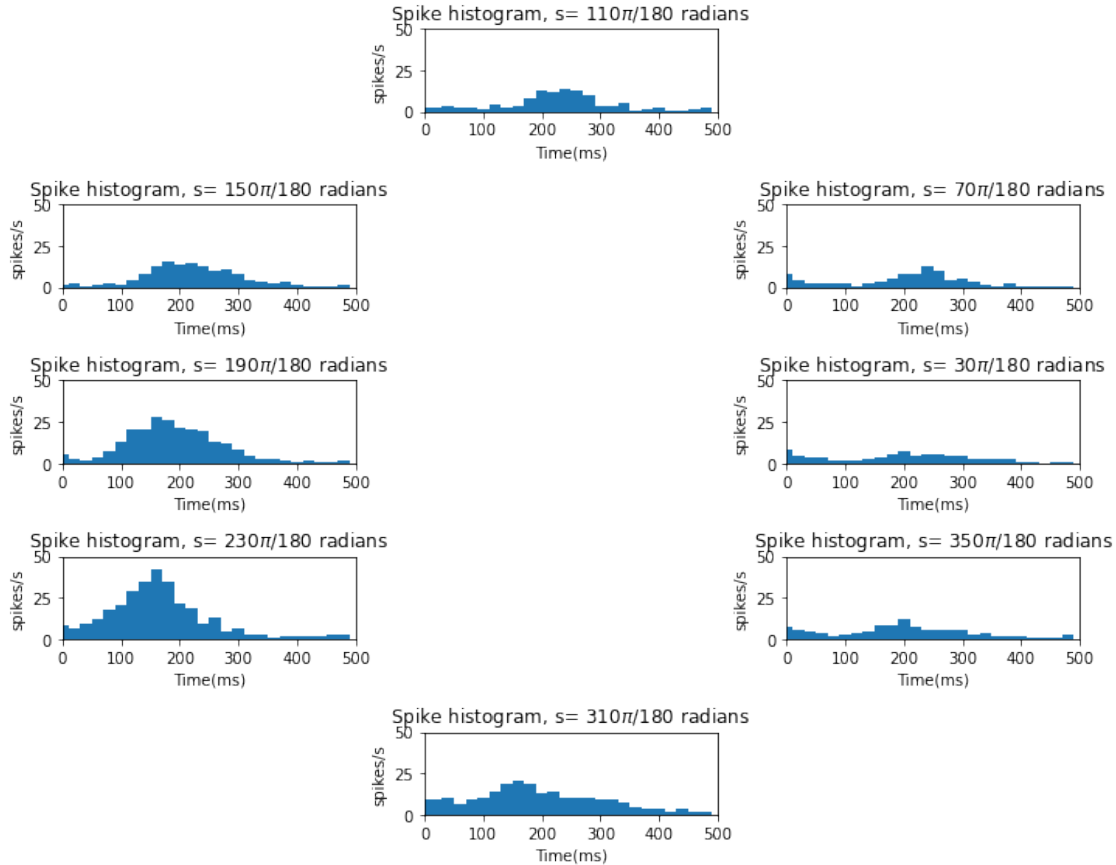 Spike histogram, s= 110π/180 radians
50
25
0
spikes/s
0 100 200 300 400 500
Time(ms)
Spike histogram, s= 150π/180 radians
50
25
0
spikes/s
0 100 200 300 400 500
Time(ms)
Spike histogram, s= 70π/180 radians
50
25
0
spikes/s
0 100 200 300 400 500
Time(ms)
Spike histogram, s= 190π/180 radians
50
25
0
spikes/s
0 100 200 300 400 500
Time(ms)
Spike histogram, s= 30π/180 radians
50
25
0
spikes/s
0 100 200 300 400 500
Time(ms)
Spike histogram, s= 230π/180 radians
50
25
0
spikes/s
0 100 200 300 400 500
Time(ms)
Spike histogram, s= 350π/180 radians
50
25
0
spikes/s
0 100 200 300 400 500
Time(ms)
Spike histogram, s= 310π/180 radians
50
25
0
spikes/s
0 100 200 300 400 500
Time(ms)